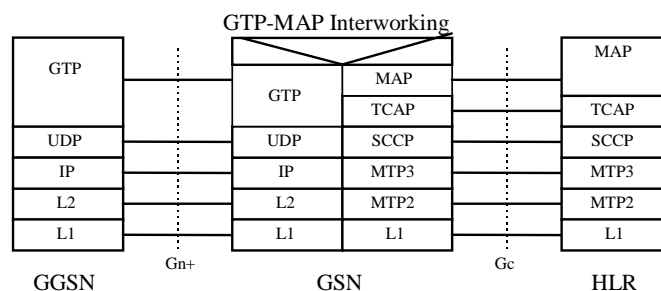 GTP-MAP Interworking
GTP
GTP
MAP
MAP
TCAP
TCAP
UDP
UDP
SCCP
SCCP
IP
IP
MTP3
MTP3
L2
L2
MTP2
MTP2
L1
L1
L1
L1
Gn+
Gc
GGSN
GSN
HLR